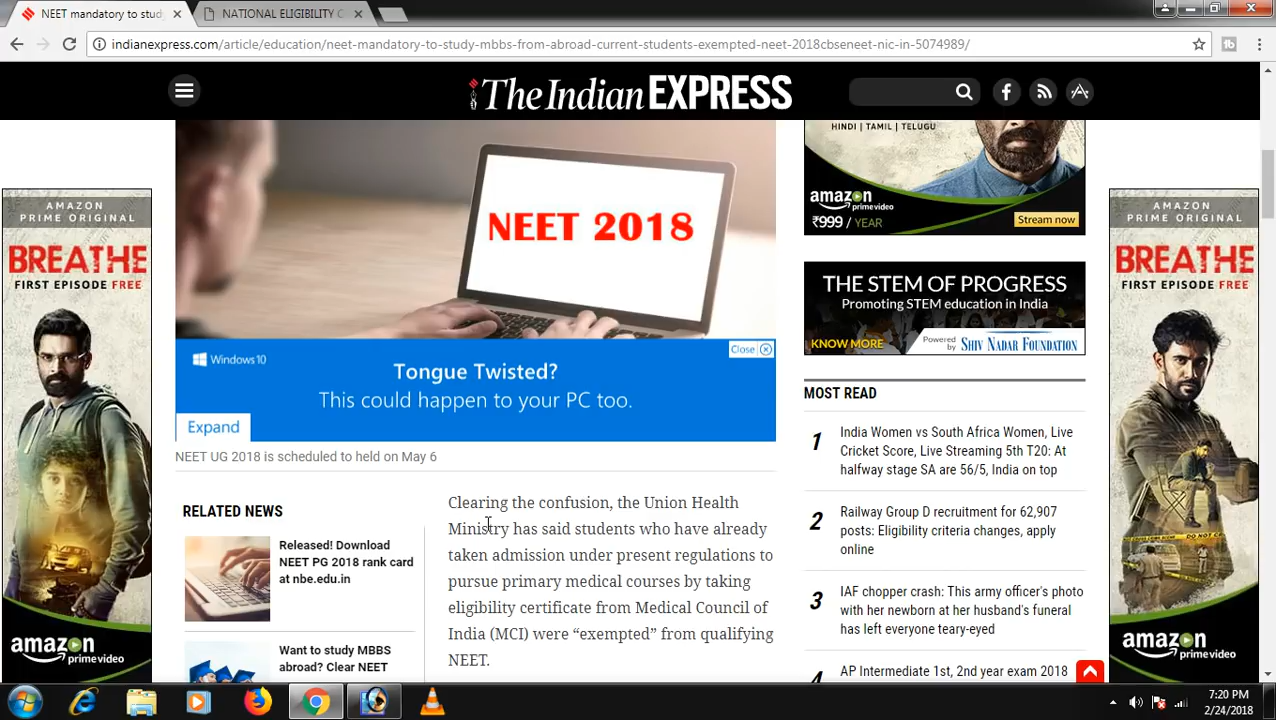 NEET mandatory to stud
NATIONAL ELIGIBILITY C
indianexpress.com/article/education/neet-mandatory-to-study-mbbs-from-abroad-current-students-exempted-neet-2018cbseneet-nic-in-5074989/
The Indian EXPRESS
AMAZON
PRIME ORIGINAL
BREATHE
FIRST EPISODE FREE
amazon
prime video
NEET 2018
Windows 10
Close
Tongue Twisted?
This could happen to your PC too.
Expand
NEET UG 2018 is scheduled to held on May 6
RELATED NEWS
Released! Download
NEET PG 2018 rank card
at nbe.edu.in
Want to study MBBS
abroad? Clear NEET
Clearing the confusion, the Union Health
Ministry has said students who have already
taken admission under present regulations to
pursue primary medical courses by taking
eligibility certificate from Medical Council of
India (MCI) were “exempted” from qualifying
NEET.
HINDI | TAMIL | TELUGU
amazon
prime video
₹999 / YEAR
Stream now
THE STEM OF PROGRESS
Promoting STEM education in India
KNOW MORE
Powered
by
SHIV NADAR FOUNDATION
MOST READ
1
India Women vs South Africa Women, Live
Cricket Score, Live Streaming 5th T20: At
halfway stage SA are 56/5, India on top
2
Railway Group D recruitment for 62,907
posts: Eligibility criteria changes, apply
online
3
IAF chopper crash: This army officer's photo
with her newborn at her husband's funeral
has left everyone teary-eyed
4
AP Intermediate 1st, 2nd year exam 2018
AMAZON
PRIME ORIGINAL
BREATHE
FIRST EPISODE FREE
amazon
prime video
7:20 PM
2/24/2018